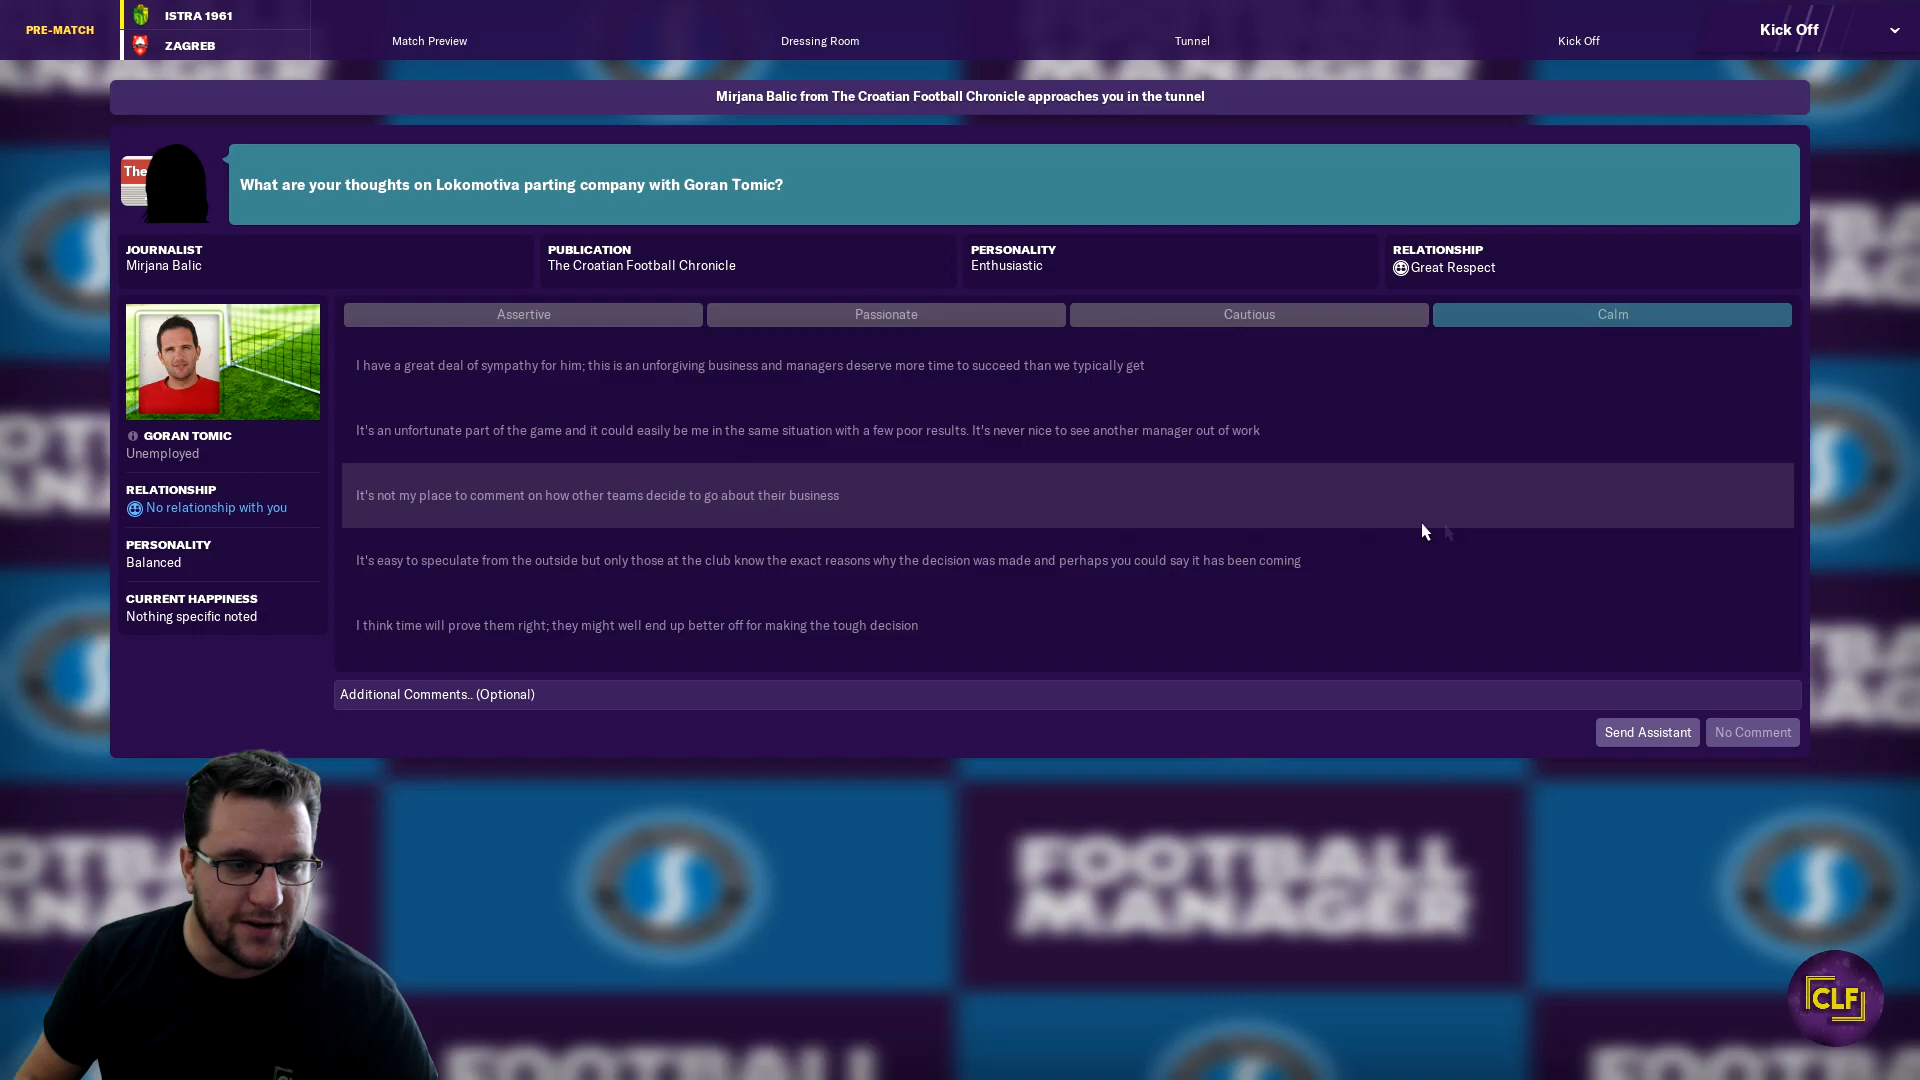 PRE-MATCH
ISTRA 1961
ZAGREB
Match Preview
Dressing Room
Tunnel
Kick Off
Kick Off
Mirjana Balic from The Croatian Football Chronicle approaches you in the tunnel
The
What are your thoughts on Lokomotiva parting company with Goran Tomic?
JOURNALIST
Mirjana Balic
PUBLICATION
The Croatian Football Chronicle
PERSONALITY
Enthusiastic
RELATIONSHIP
Great Respect
Assertive
Passionate
Cautious
Calm
I have a great deal of sympathy for him; this is an unforgiving business and managers deserve more time to succeed than we typically get
It's an unfortunate part of the game and it could easily be me in the same situation with a few poor results. It's never nice to see another manager out of work
It's not my place to comment on how other teams decide to go about their business
It's easy to speculate from the outside but only those at the club know the exact reasons why the decision was made and perhaps you could say it has been coming
I think time will prove them right; they might well end up better off for making the tough decision
GORAN TOMIC
Unemployed
RELATIONSHIP
No relationship with you
PERSONALITY
Balanced
CURRENT HAPPINESS
Nothing specific noted
Additional Comments.. (Optional)
Send Assistant
No Comment
FOOTBALL
MANAGER
CLF